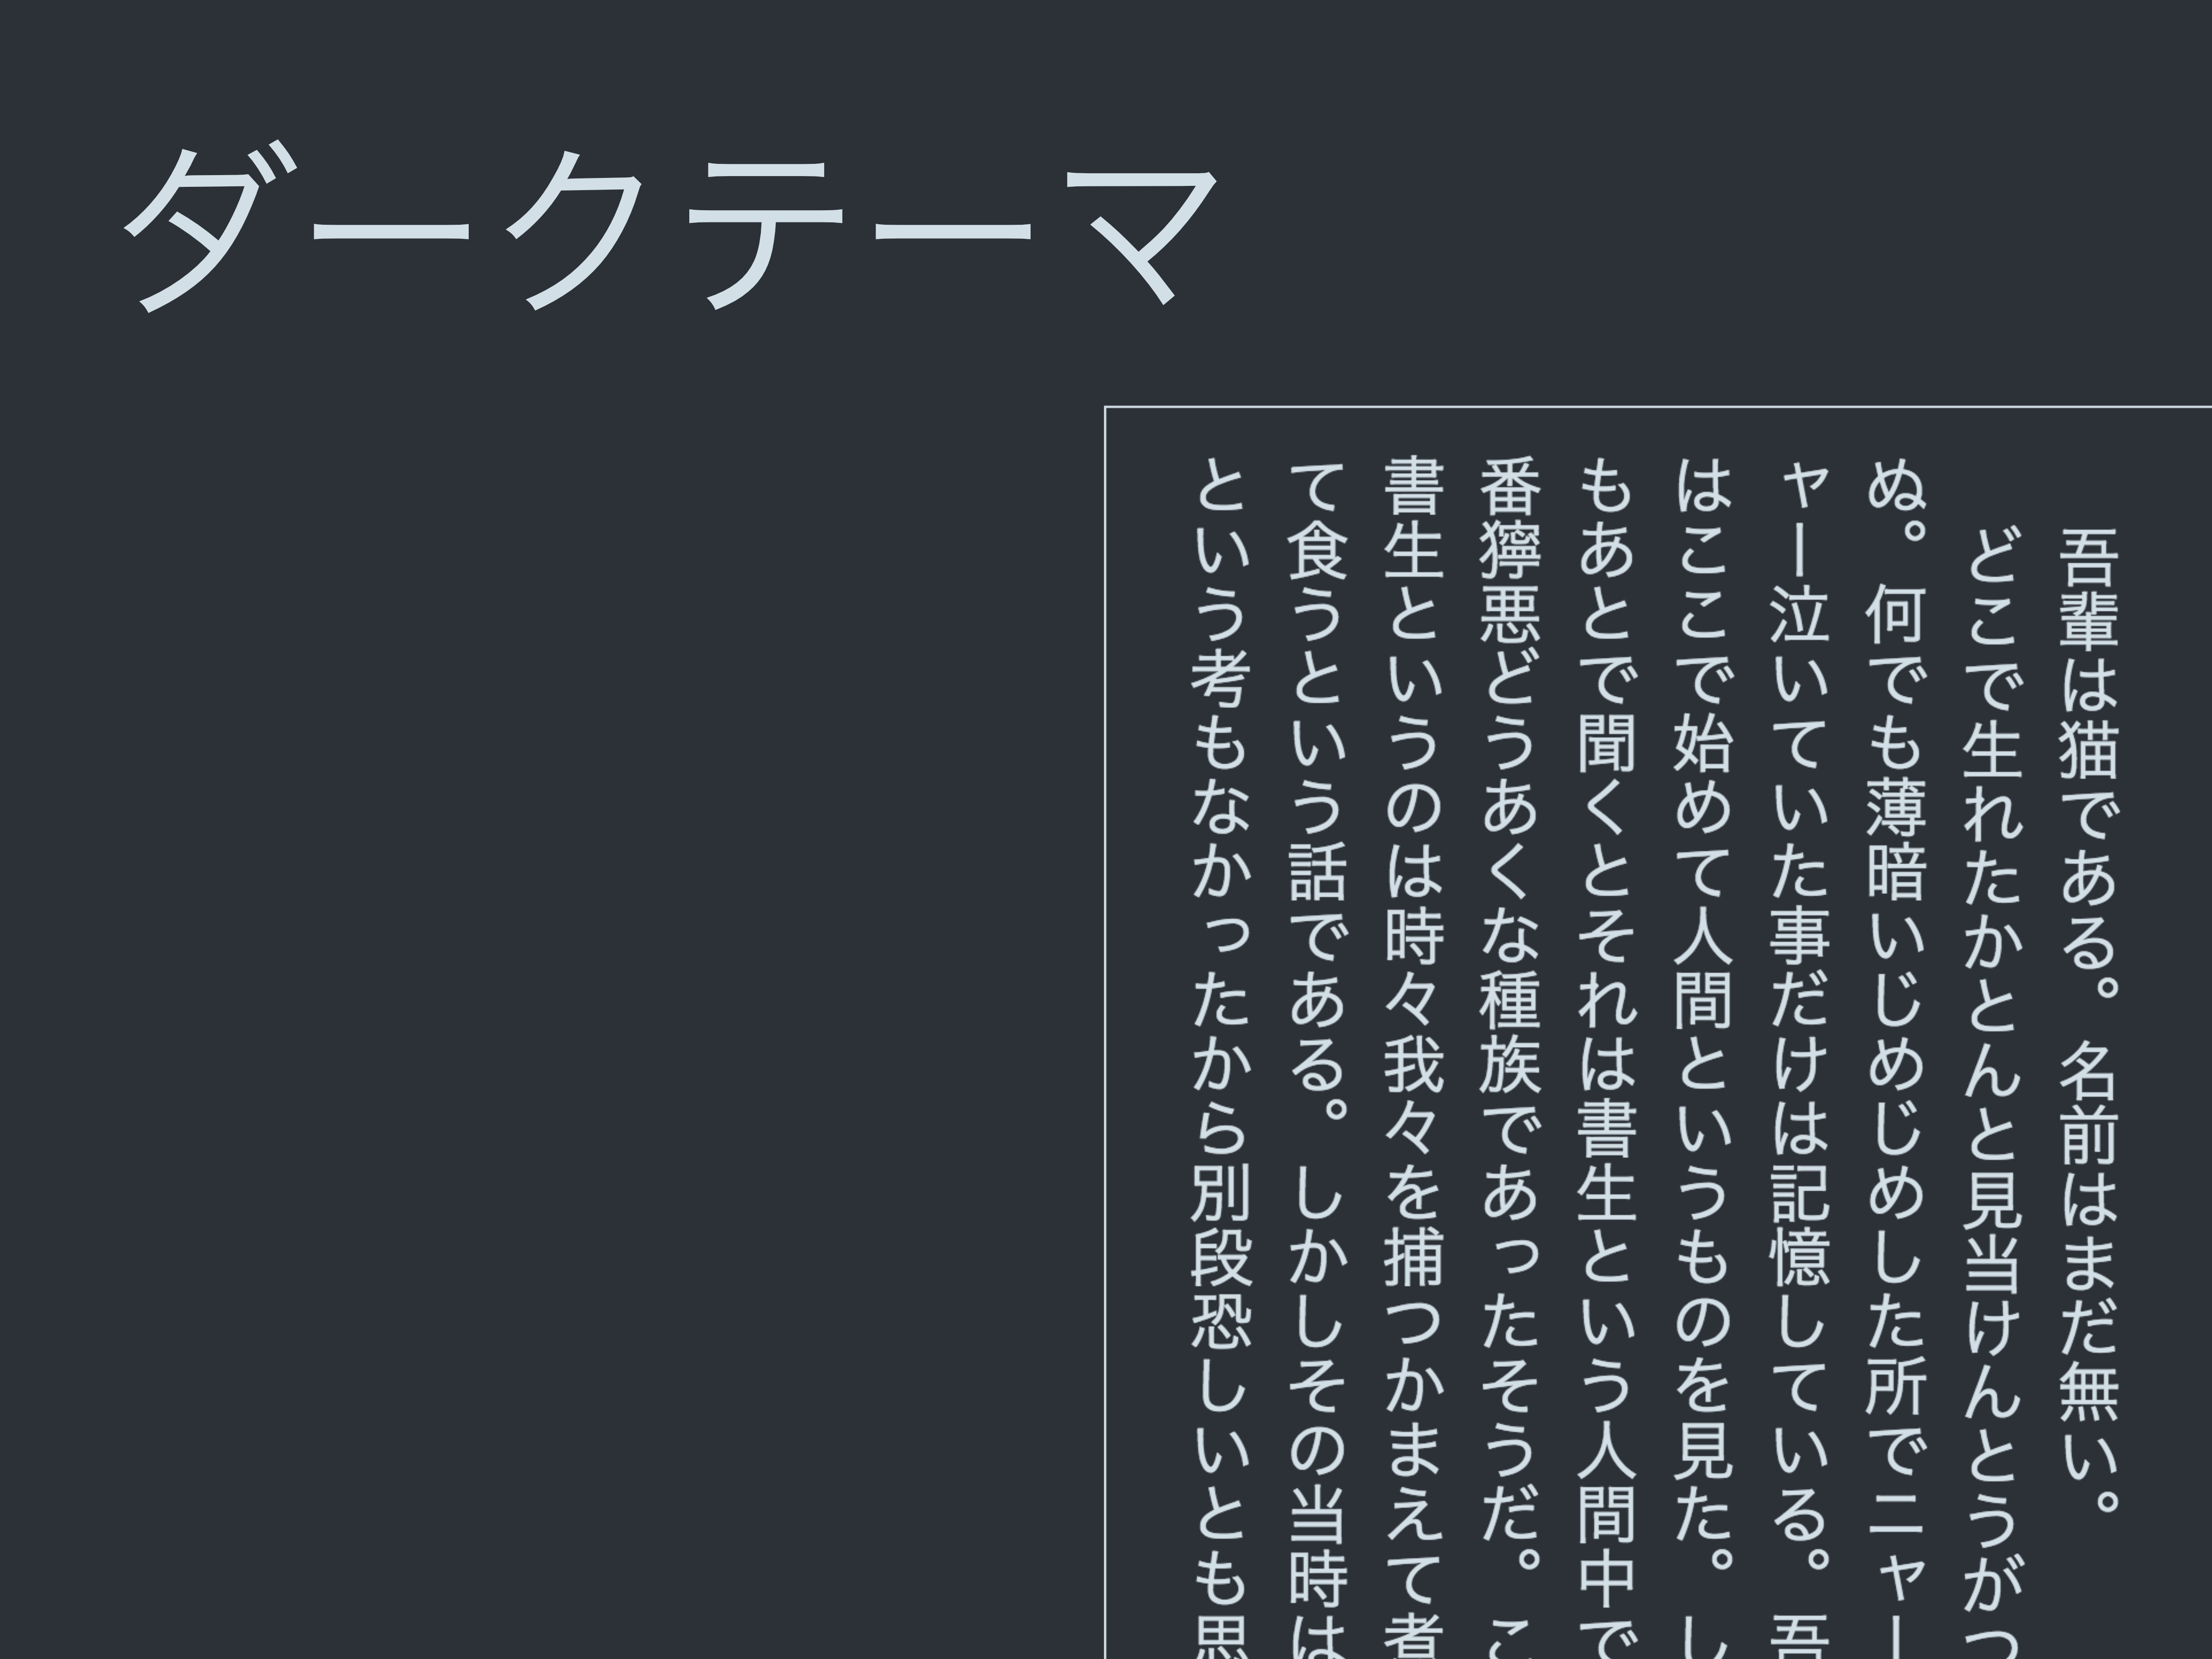 ダークテーマ
吾輩は猫である。名前はまだ無い。
どこで生れたかとんと見当けんとうがつ
ぬ。何でも薄暗いじめじめした所でニャー
ャー泣いていた事だけは記憶している。吾
はここで始めて人間というものを見た。し
もあとで聞くとそれは書生という人間中で
番獰悪どうあくな種族であったそうだ。こ
書生というのは時々我々を捕つかまえて煮
て食うという話である。しかしその当時は
という考もなかったから別段恐しいとも思